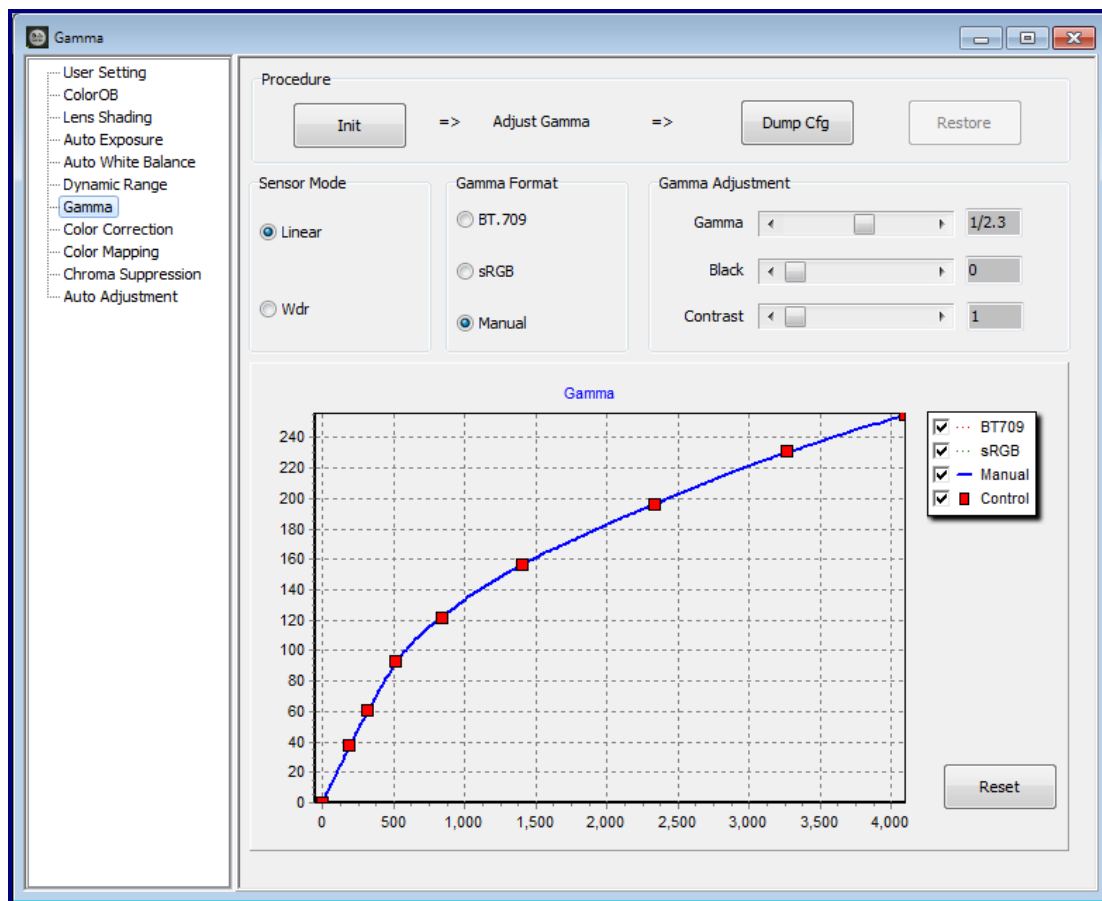 Gamma
User Setting
ColorOB
Lens Shading
Auto Exposure
Auto White Balance
Dynamic Range
Gamma
Color Correction
Color Mapping
Chroma Suppression
Auto Adjustment
Procedure
Init => Adjust Gamma => Dump Cfg Restore
Sensor Mode
Linear
Wdr
Gamma Format
BT.709
sRGB
Manual
Gamma Adjustment
Gamma 1/2.3
Black 0
Contrast 1
Gamma
240
220
200
180
160
140
120
100
80
60
40
20
0
0 500 1,000 1,500 2,000 2,500 3,000 3,500 4,000
BT709
sRGB
Manual
Control
Reset